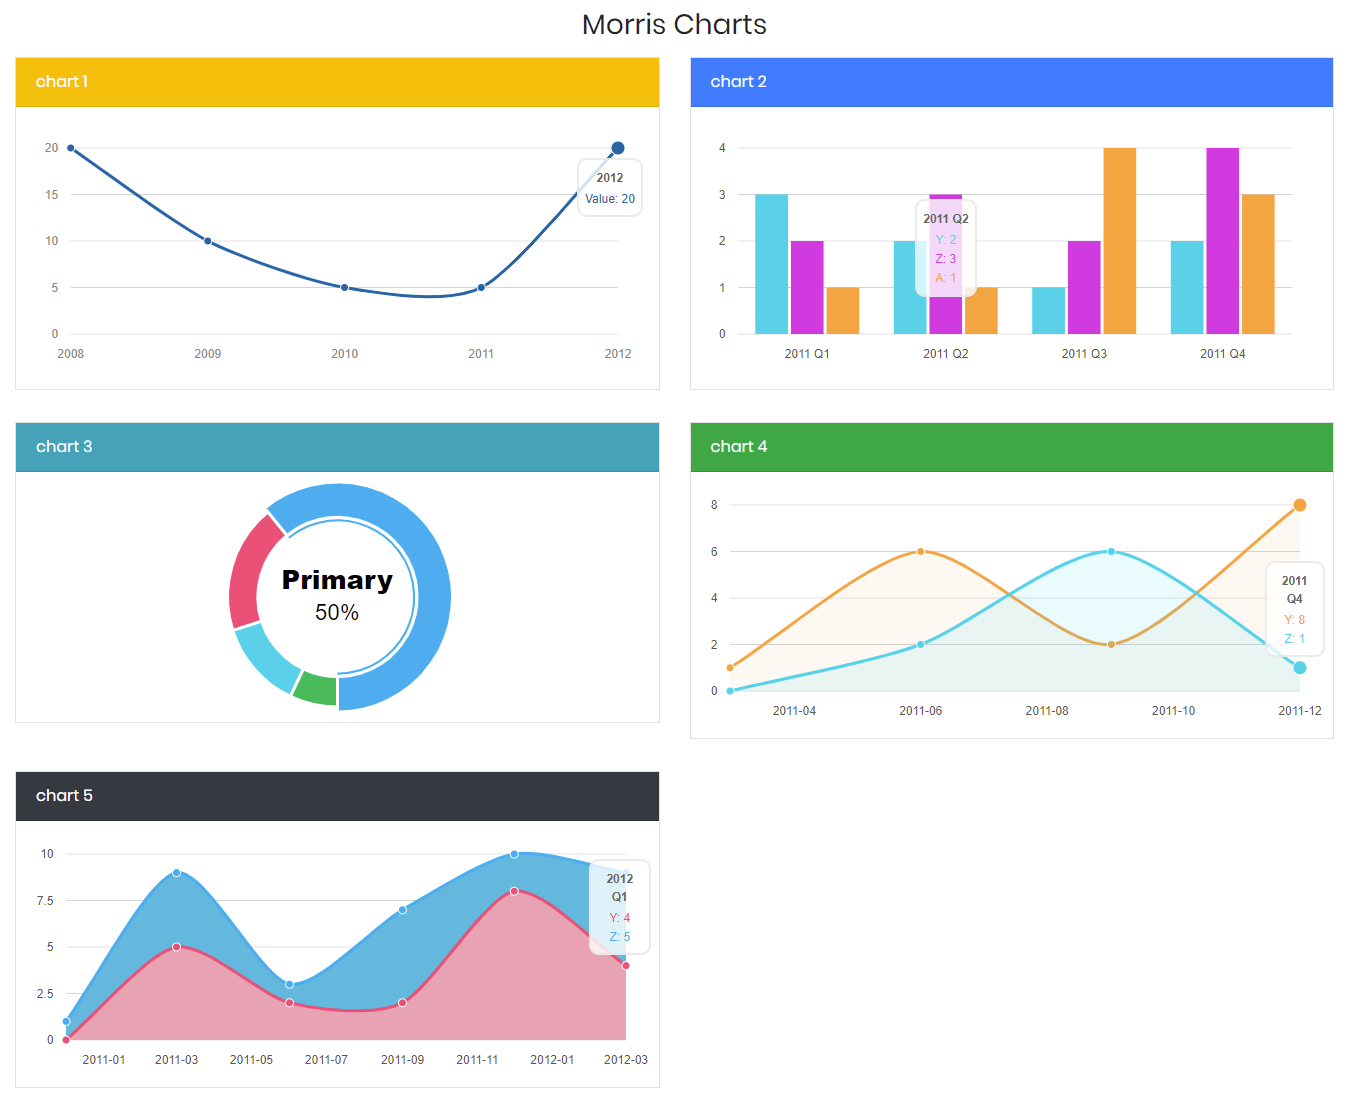 Morris Charts
chart 1
20
15
10
5
0
2008 2009 2010 2011 2012
2012
Value: 20
chart 2
4
3
2
1
0
2011 Q1 2011 Q2 2011 Q3 2011 Q4
2011 Q2
Y: 2
Z: 3
A: 1
chart 3
Primary
50%
chart 4
8
6
4
2
0
2011-04 2011-06 2011-08 2011-10 2011-12
2011
Q4
Y: 8
Z: 1
chart 5
10
7.5
5
2.5
0
2011-01 2011-03 2011-05 2011-07 2011-09 2011-11 2012-01 2012-03
2012
Q1
Y: 4
Z: 5